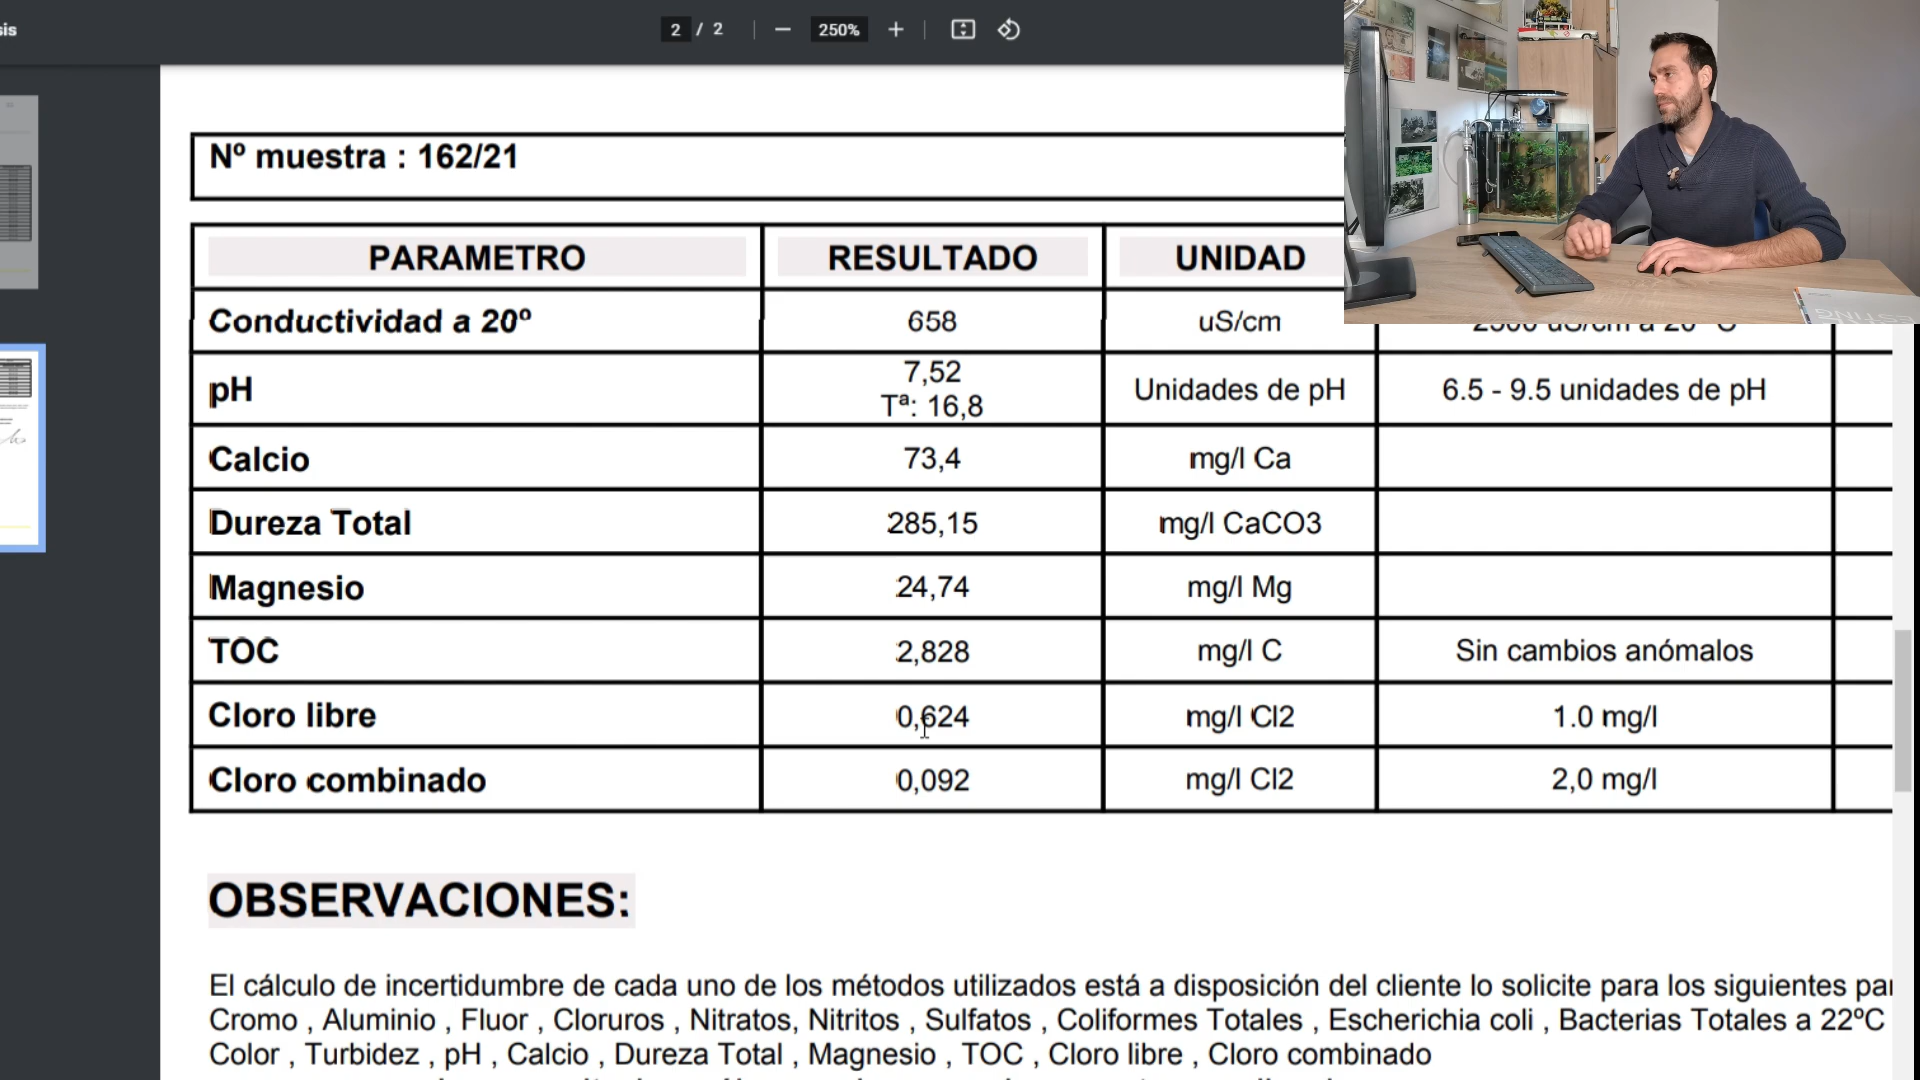 sis
2 / 2
250%
Nº muestra : 162/21
PARAMETRO RESULTADO UNIDAD
Conductividad a 20º 658 uS/cm 2500 uS/cm a 20 º C
pH 7,52 Tª: 16,8 Unidades de pH 6.5 - 9.5 unidades de pH
Calcio 73,4 mg/l Ca
Dureza Total 285,15 mg/l CaCO3
Magnesio 24,74 mg/l Mg
TOC 2,828 mg/l C Sin cambios anómalos
Cloro libre 0,624 mg/l Cl2 1.0 mg/l
Cloro combinado 0,092 mg/l Cl2 2,0 mg/l
OBSERVACIONES:
El cálculo de incertidumbre de cada uno de los métodos utilizados está a disposición del cliente lo solicite para los siguientes par
Cromo , Aluminio , Fluor , Cloruros , Nitratos, Nitritos , Sulfatos , Coliformes Totales , Escherichia coli , Bacterias Totales a 22ºC
Color , Turbidez , pH , Calcio , Dureza Total , Magnesio , TOC , Cloro libre , Cloro combinado